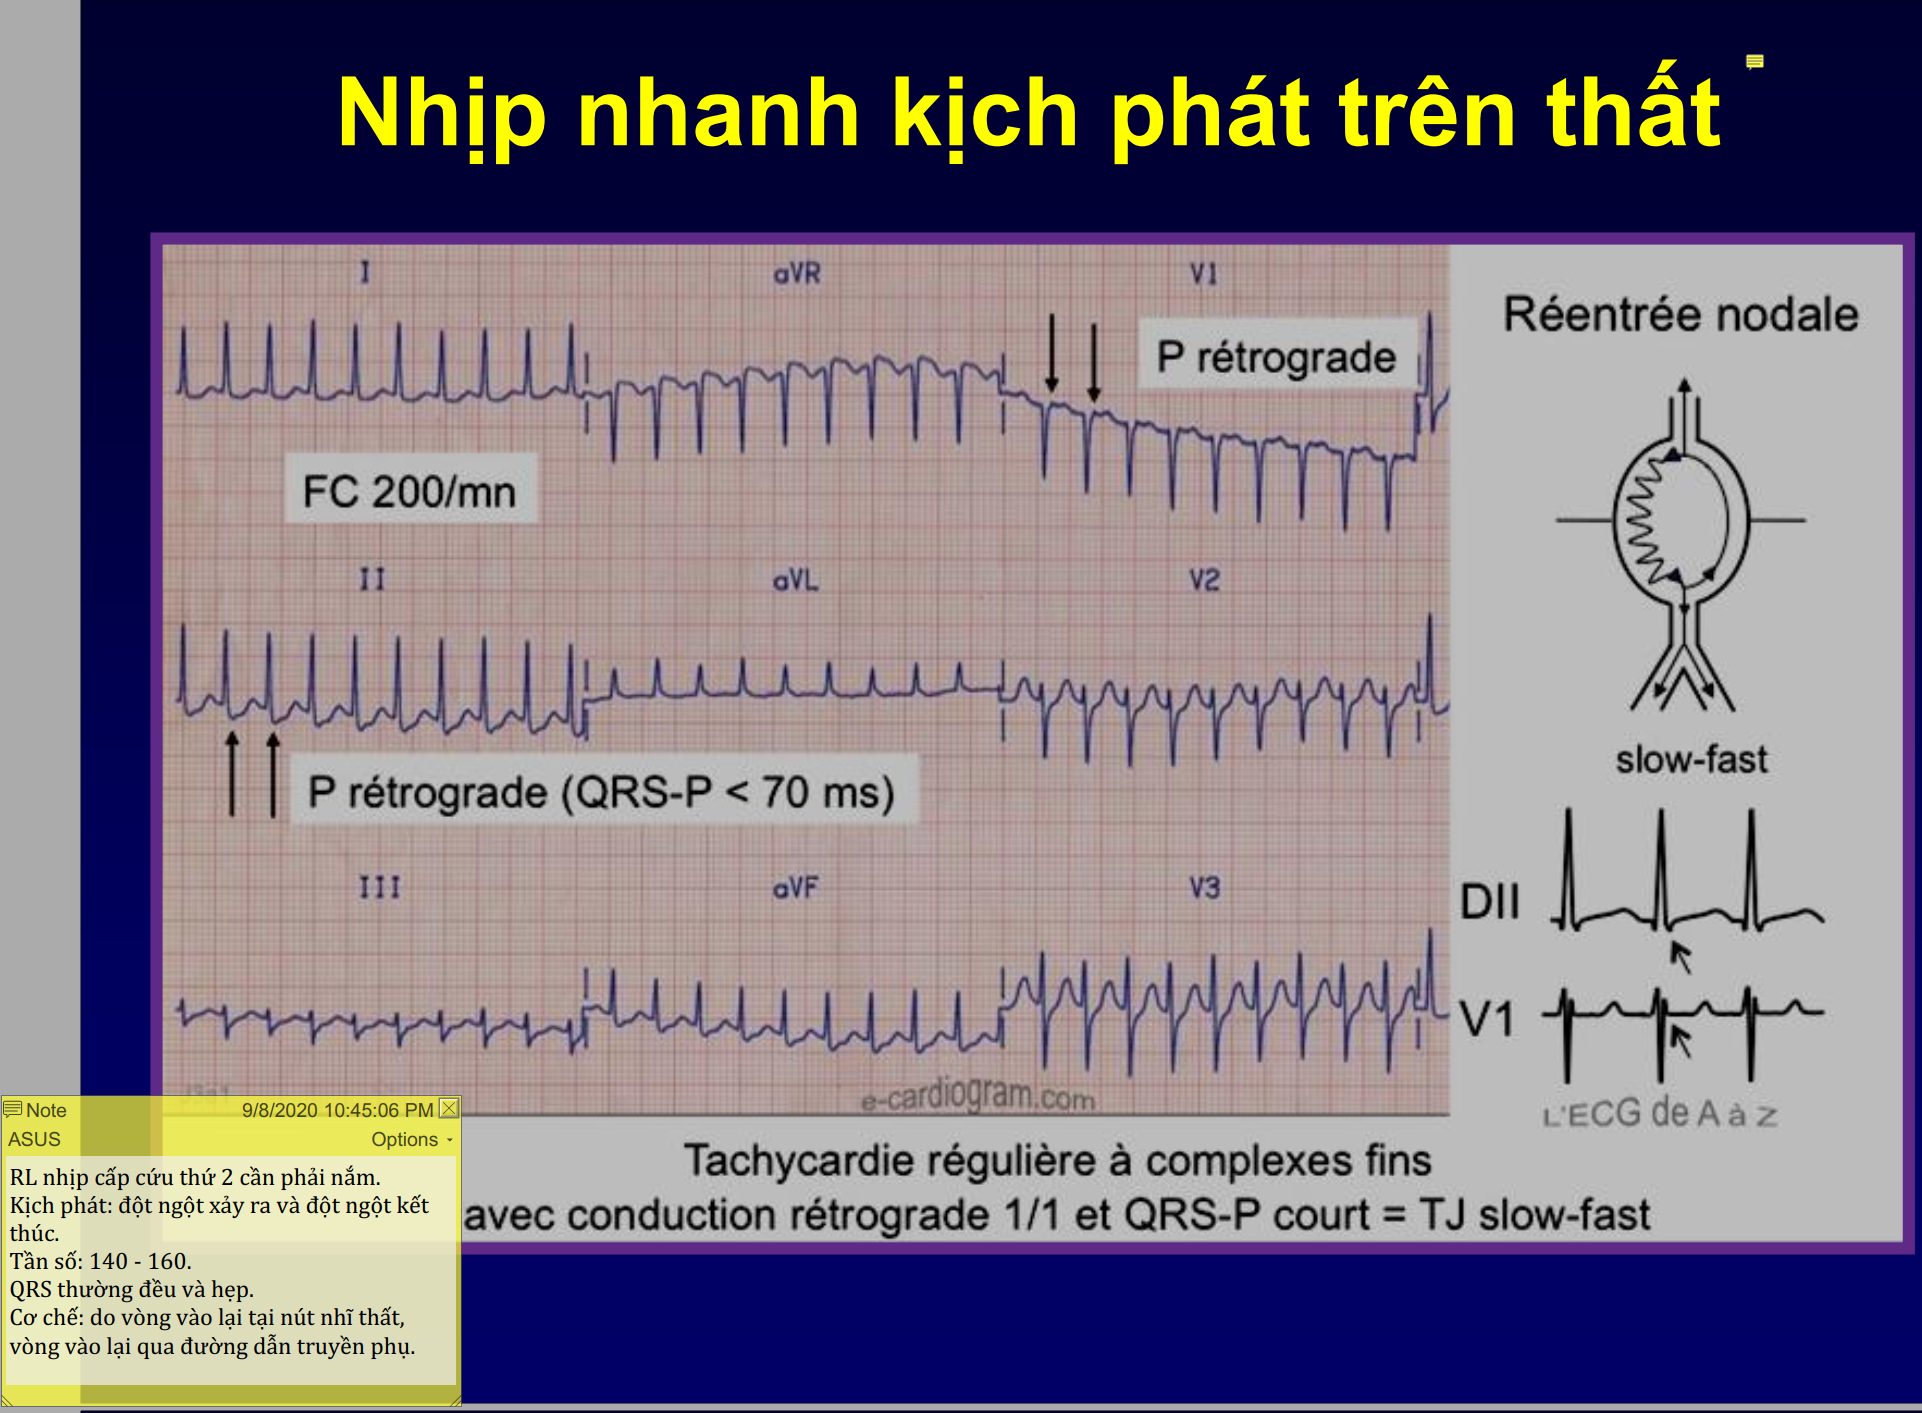 Nhịp nhanh kịch phát trên thất
I
aVR
V1
P rétrograde
FC 200/mn
II
aVL
V2
P rétrograde (QRS-P < 70 ms)
III
aVF
V3
e-cardiogram.com
Réentrée nodale
slow-fast
DII
V1
L'ECG de A à Z
Tachycardie régulière à complexes fins
avec conduction rétrograde 1/1 et QRS-P court = TJ slow-fast
Note 9/8/2020 10:45:06 PM
ASUS Options
RL nhịp cấp cứu thứ 2 cần phải nắm.
Kịch phát: đột ngột xảy ra và đột ngột kết
thúc.
Tần số: 140 - 160.
QRS thường đều và hẹp.
Cơ chế: do vòng vào lại tại nút nhĩ thất,
vòng vào lại qua đường dẫn truyền phụ.